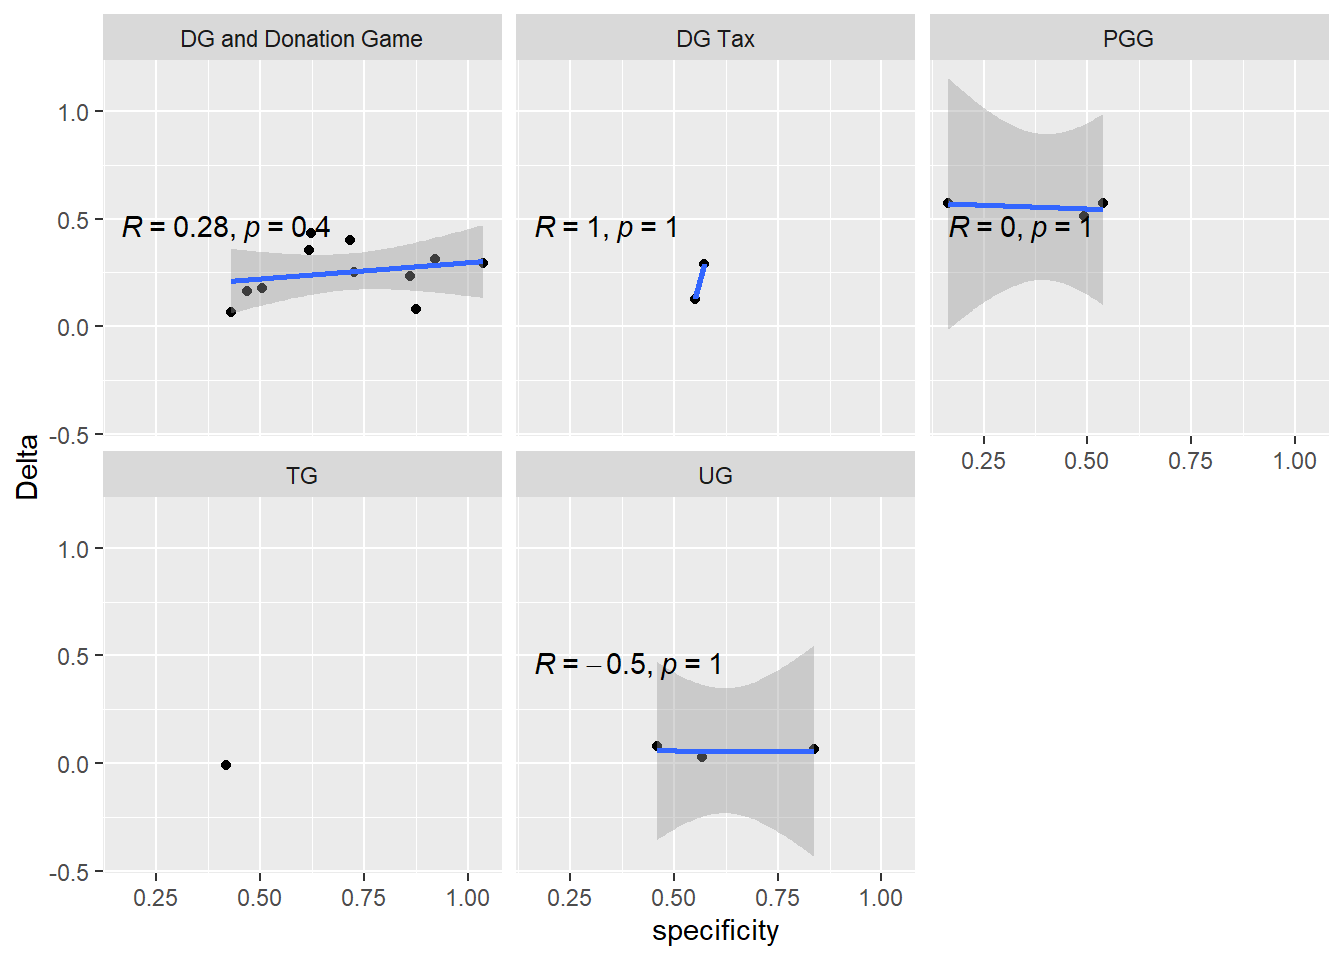 DG and Donation Game
DG Tax
PGG
1.0
0.5
0.0
-0.5
R = 0.28, p = 0.4
R = 1, p = 1
R = 0, p = 1
0.25 0.50 0.75 1.00
Delta
TG
UG
1.0
0.5
0.0
-0.5
R = −0.5, p = 1
0.25 0.50 0.75 1.00
0.25 0.50 0.75 1.00
specificity